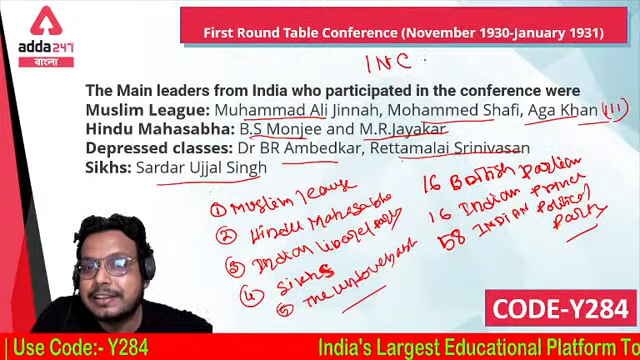 adda247
বাংলা
First Round Table Conference (November 1930-January 1931)
INC
The Main leaders from India who participated in the conference were
Muslim League: Muhammad Ali Jinnah, Mohammed Shafi, Aga Khan (III)
Hindu Mahasabha: B.S Monjee and M.R.Jayakar
Depressed classes: Dr BR Ambedkar, Rettamalai Srinivasan
Sikhs: Sardar Ujjal Singh
① Muslim league
② Hindu Mahasabha
③ Indian liberal party
④ Sikhs
⑤ The
16 British Parliam
16 Indian
58 INDIAN Political
Party
CODE-Y284
| Use Code:- Y284
India's Largest Educational Platform To